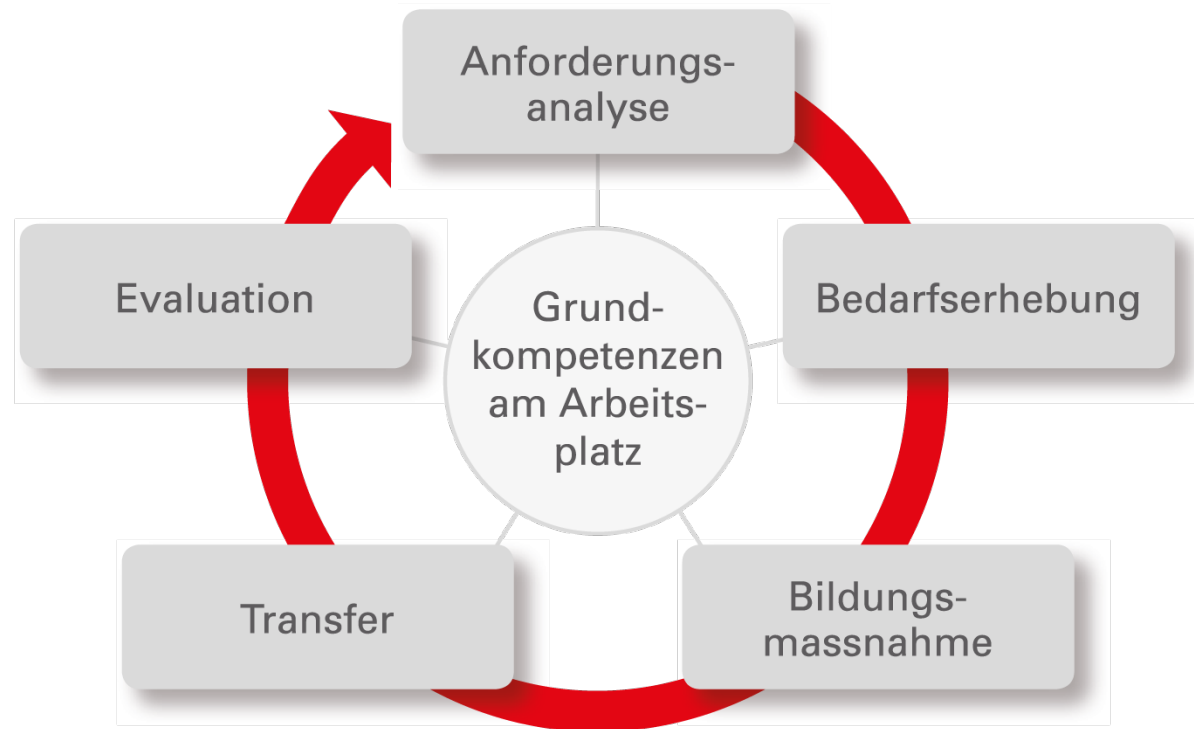 Anforderungs-
analyse
Evaluation
Bedarfserhebung
Grund-
kompetenzen
am Arbeits-
platz
Transfer
Bildungs-
massnahme